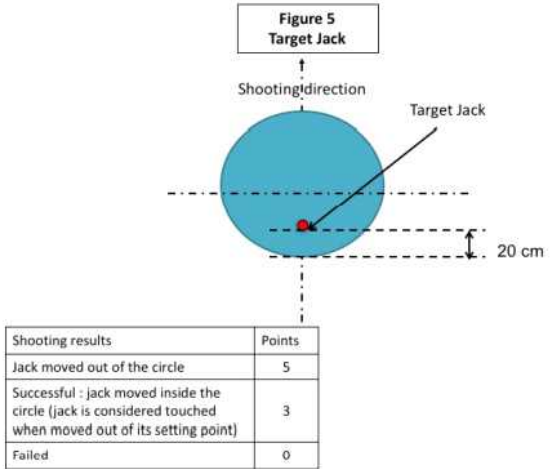 Figure 5
Target Jack
Shooting direction
Target Jack
20 cm
Shooting results Points
Jack moved out of the circle 5
Successful : jack moved inside the
circle (jack is considered touched 3
when moved out of its setting point)
Failed 0